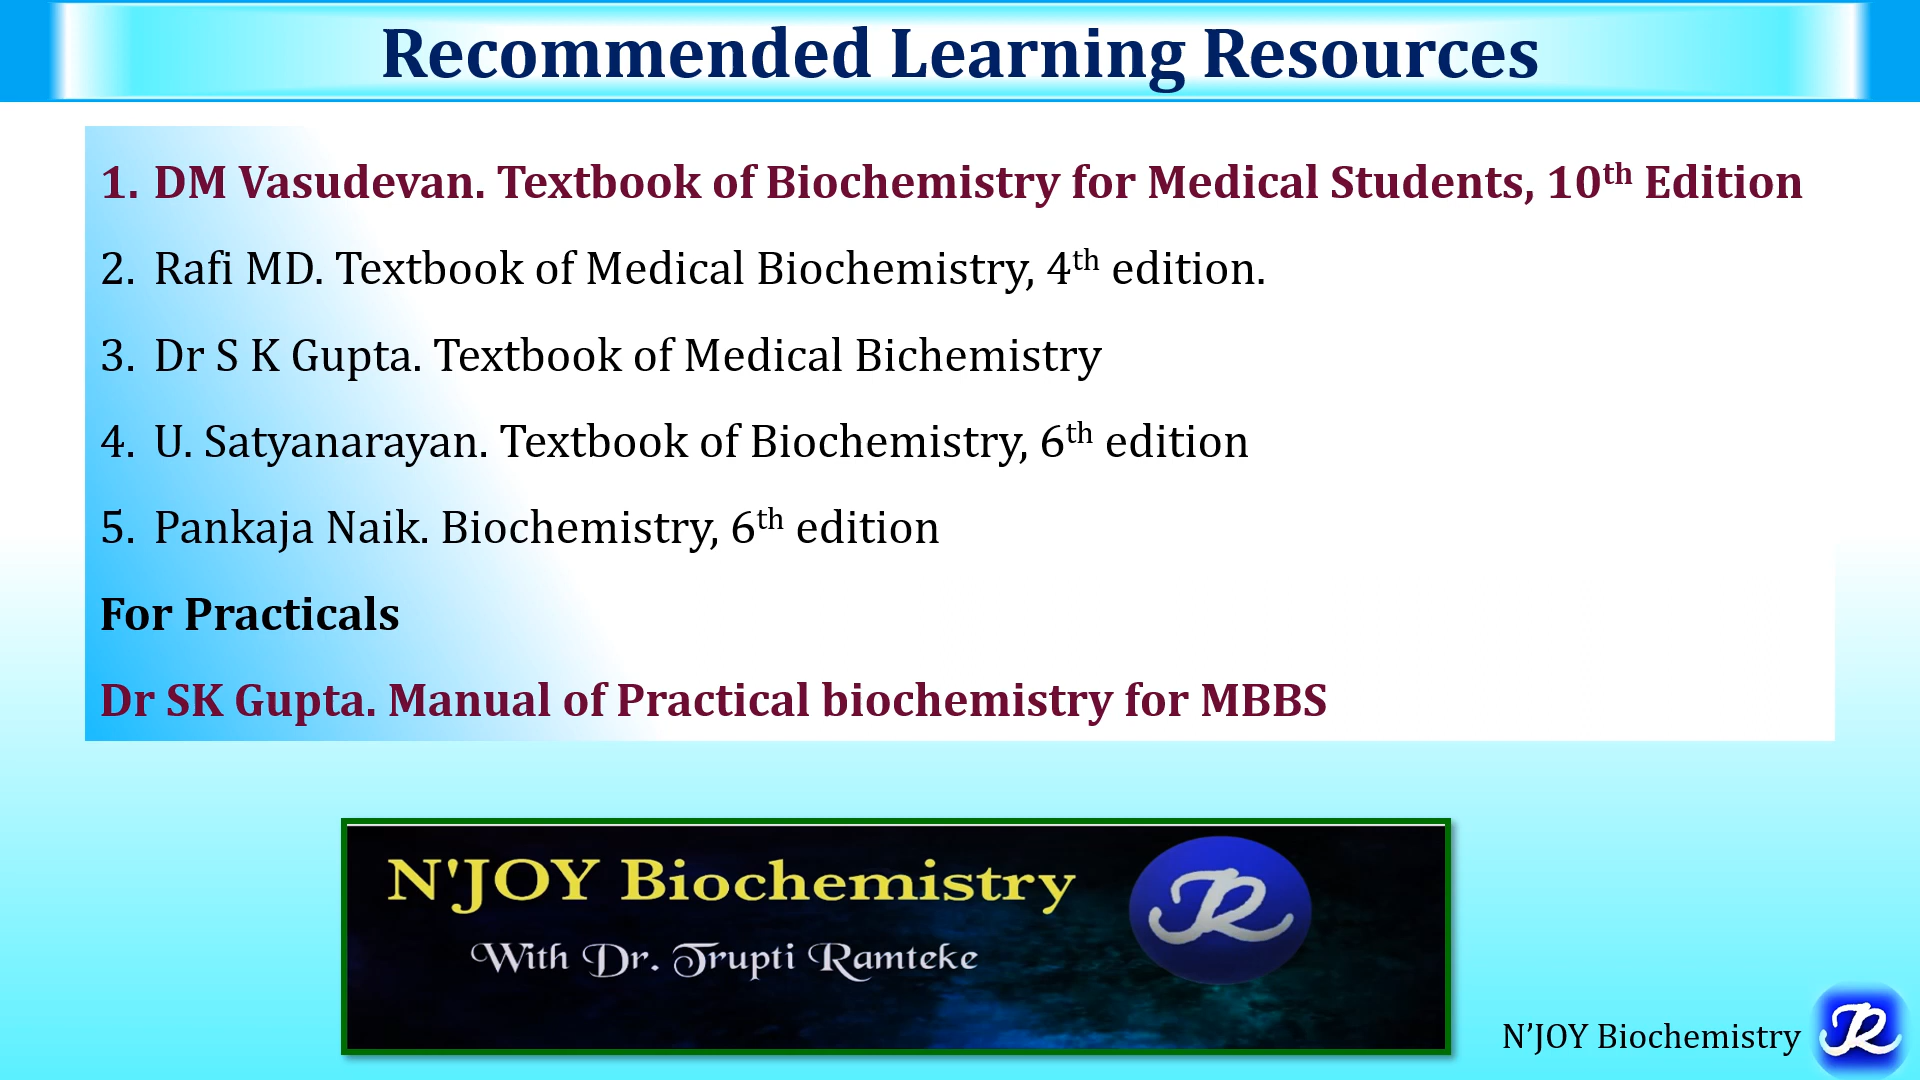 Recommended Learning Resources
1. DM Vasudevan. Textbook of Biochemistry for Medical Students, 10th Edition
2. Rafi MD. Textbook of Medical Biochemistry, 4th edition.
3. Dr S K Gupta. Textbook of Medical Bichemistry
4. U. Satyanarayan. Textbook of Biochemistry, 6th edition
5. Pankaja Naik. Biochemistry, 6th edition
For Practicals
Dr SK Gupta. Manual of Practical biochemistry for MBBS
N'JOY Biochemistry
With Dr. Trupti Ramteke
N’JOY Biochemistry